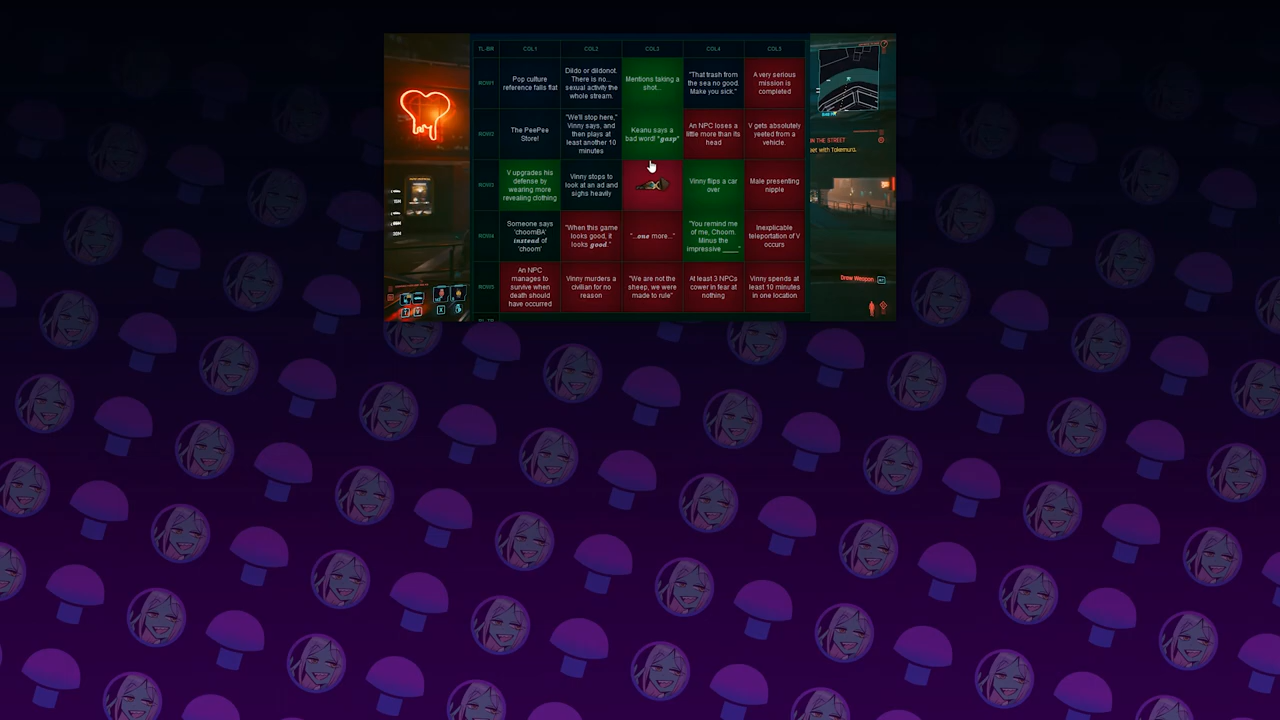 TL-BR COL1 COL2 COL3 COL4 COL5
ROW1
Pop culture
reference falls flat
Dildo or dildonot.
There is no...
sexual activity the
whole stream.
Mentions taking a
shot...
"That trash from
the sea no good.
Make you sick."
A very serious
mission is
completed
ROW2
The PeePee
Store!
"We'll stop here,"
Vinny says, and
then plays at
least another 10
minutes
Keanu says a
bad word! *gasp*
An NPC loses a
little more than its
head
V gets absolutely
yeeted from a
vehicle.
ROW3
V upgrades his
defense by
wearing more
revealing clothing
Vinny stops to
look at an ad and
sighs heavily
Vinny flips a car
over
Male presenting
nipple
ROW4
Someone says
'choomBA'
instead of
'choom'
"When this game
looks good, it
looks good."
"...one more..."
"You remind me
of me, Choom.
Minus the
impressive ____"
Inexplicable
teleportation of V
occurs
ROW5
An NPC
manages to
survive when
death should
have occurred
Vinny murders a
civilian for no
reason
"We are not the
sheep, we were
made to rule"
At least 3 NPCs
cower in fear at
nothing
Vinny spends at
least 10 minutes
in one location
N THE STREET
et with Takemura.
Draw Weapon